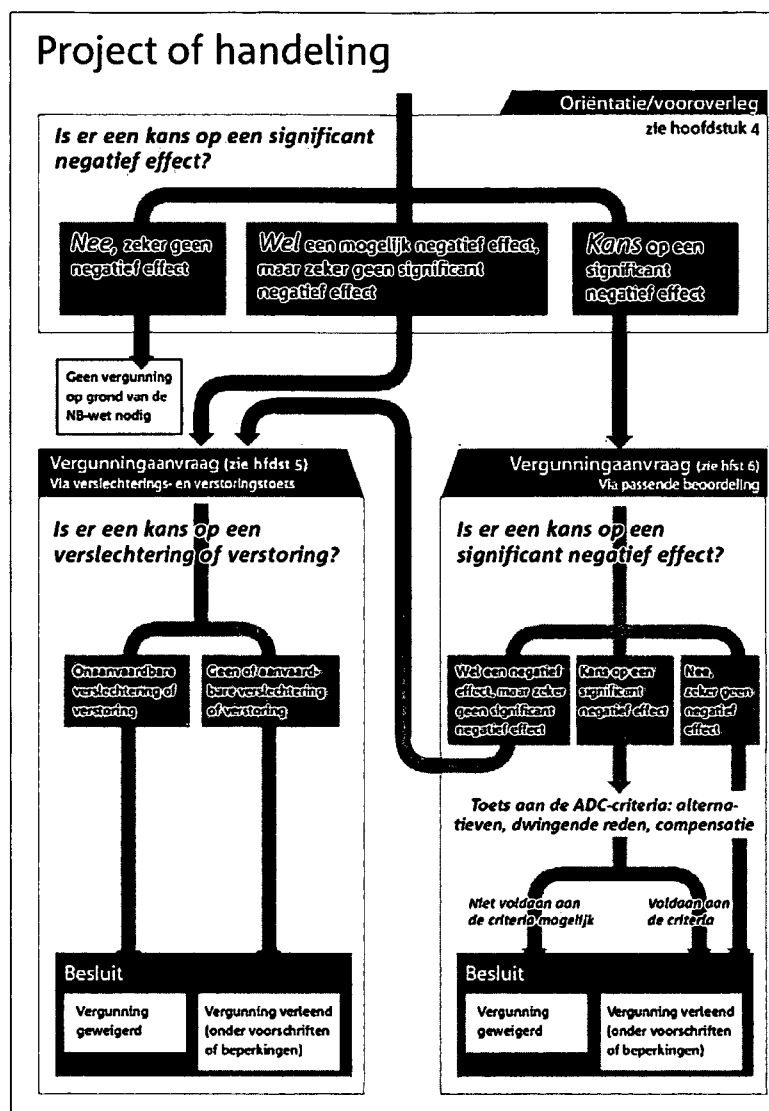 Project of handeling
Oriëntatie/vooroverleg
zie hoofdstuk 4
Is er een kans op een significant
negatief effect?
Nee, zeker geen
negatief effect
Wel een mogelijk negatief effect,
maar zeker geen significant
negatief effect
Kans op een
significant
negatief effect
Geen vergunning
op grond van de
NB-wet nodig
Vergunningaanvraag (zie hfdst 5)
Via verslechterings- en verstoringstoets
Is er een kans op een
verslechtering of verstoring?
Onaanvaardbare
verslechtering of
verstoring
Geen of aanvaard-
bare verslechtering
of verstoring
Besluit
Vergunning
geweigerd
Vergunning verleend
(onder voorschriften
of beperkingen)
Vergunningaanvraag (zie hfst 6)
Via passende beoordeling
Is er een kans op een
significant negatief effect?
Wel een negatief
effect, maar zeker
geen significant
negatief effect
Kans op een
significant
negatief effect
Nee,
zeker geen
negatief
effect
Toets aan de ADC-criteria: alterna-
tieven, dwingende reden, compensatie
Niet voldaan aan
de criteria mogelijk
Voldaan aan
de criteria
Besluit
Vergunning
geweigerd
Vergunning verleend
(onder voorschriften
of beperkingen)